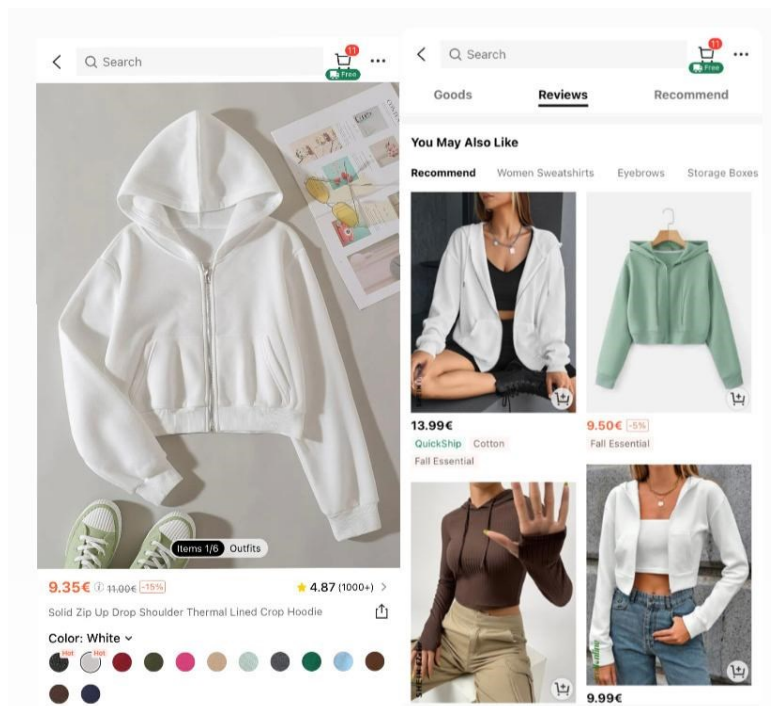 Search
11
Free
Items 1/6 Outfits
9.35€ 11.00€ -15%
4.87 (1000+)
Solid Zip Up Drop Shoulder Thermal Lined Crop Hoodie
Color: White
Hot
Hot
Search
11
Free
Goods Reviews Recommend
You May Also Like
Recommend Women Sweatshirts Eyebrows Storage Boxes
13.99€
QuickShip Cotton
Fall Essential
9.50€ -5%
Fall Essential
9.99€